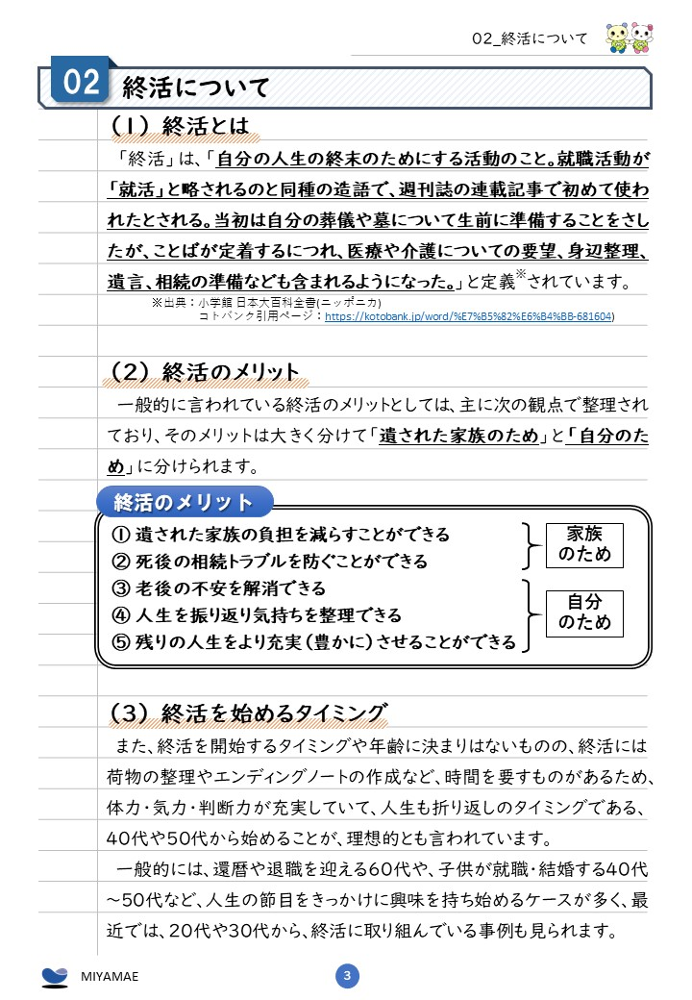 02_終活について
02 終活について
（1）終活とは
「終活」は、「自分の人生の終末のためにする活動のこと。就職活動が
「就活」と略されるのと同種の造語で、週刊誌の連載記事で初めて使わ
れたとされる。当初は自分の葬儀や墓について生前に準備することをさし
たが、ことばが定着するにつれ、医療や介護についての要望、身辺整理、
遺言、相続の準備なども含まれるようになった。」と定義※されています。
※出典：小学館 日本大百科全書(ニッポニカ)
コトバンク引用ページ：https://kotobank.jp/word/%E7%B5%82%E6%B4%BB-681604)
（2）終活のメリット
一般的に言われている終活のメリットとしては、主に次の観点で整理され
ており、そのメリットは大きく分けて「遺された家族のため」と「自分のた
め」に分けられます。
終活のメリット
① 遺された家族の負担を減らすことができる
② 死後の相続トラブルを防ぐことができる
家族
のため
③ 老後の不安を解消できる
④ 人生を振り返り気持ちを整理できる
⑤ 残りの人生をより充実（豊かに）させることができる
自分
のため
（3）終活を始めるタイミング
また、終活を開始するタイミングや年齢に決まりはないものの、終活には
荷物の整理やエンディングノートの作成など、時間を要すものがあるため、
体力・気力・判断力が充実していて、人生も折り返しのタイミングである、
40代や50代から始めることが、理想的とも言われています。
一般的には、還暦や退職を迎える60代や、子供が就職・結婚する40代
～50代など、人生の節目をきっかけに興味を持ち始めるケースが多く、最
近では、20代や30代から、終活に取り組んでいる事例も見られます。
MIYAMAE
3